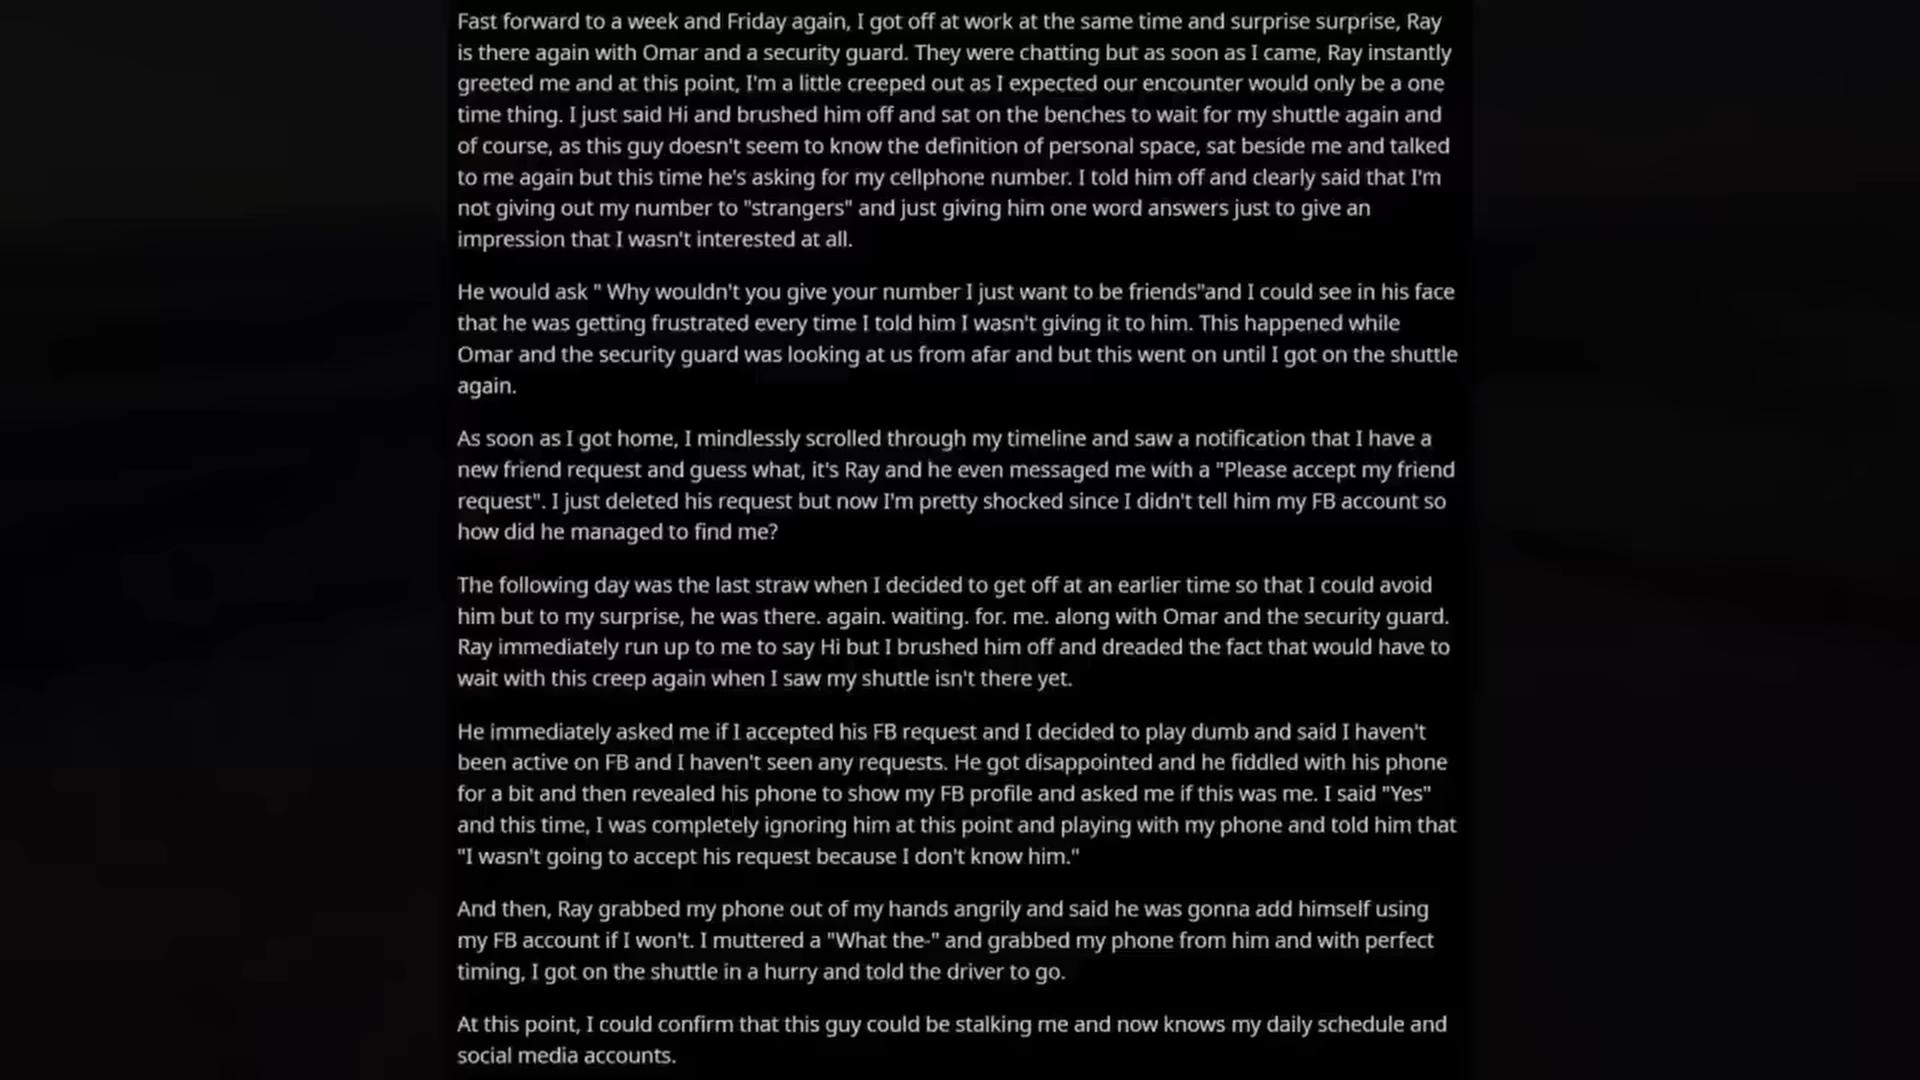 Fast forward to a week and Friday again, I got off at work at the same time and surprise surprise, Ray
is there again with Omar and a security guard. They were chatting but as soon as I came, Ray instantly
greeted me and at this point, I'm a little creeped out as I expected our encounter would only be a one
time thing. I just said Hi and brushed him off and sat on the benches to wait for my shuttle again and
of course, as this guy doesn't seem to know the definition of personal space, sat beside me and talked
to me again but this time he's asking for my cellphone number. I told him off and clearly said that I'm
not giving out my number to "strangers" and just giving him one word answers just to give an
impression that I wasn't interested at all.
He would ask " Why wouldn't you give your number I just want to be friends"and I could see in his face
that he was getting frustrated every time I told him I wasn't giving it to him. This happened while
Omar and the security guard was looking at us from afar and but this went on until I got on the shuttle
again.
As soon as I got home, I mindlessly scrolled through my timeline and saw a notification that I have a
new friend request and guess what, it's Ray and he even messaged me with a "Please accept my friend
request". I just deleted his request but now I'm pretty shocked since I didn't tell him my FB account so
how did he managed to find me?
The following day was the last straw when I decided to get off at an earlier time so that I could avoid
him but to my surprise, he was there. again. waiting. for. me. along with Omar and the security guard.
Ray immediately run up to me to say Hi but I brushed him off and dreaded the fact that would have to
wait with this creep again when I saw my shuttle isn't there yet.
He immediately asked me if I accepted his FB request and I decided to play dumb and said I haven't
been active on FB and I haven't seen any requests. He got disappointed and he fiddled with his phone
for a bit and then revealed his phone to show my FB profile and asked me if this was me. I said "Yes"
and this time, I was completely ignoring him at this point and playing with my phone and told him that
"I wasn't going to accept his request because I don't know him."
And then, Ray grabbed my phone out of my hands angrily and said he was gonna add himself using
my FB account if I won't. I muttered a "What the-" and grabbed my phone from him and with perfect
timing, I got on the shuttle in a hurry and told the driver to go.
At this point, I could confirm that this guy could be stalking me and now knows my daily schedule and
social media accounts.